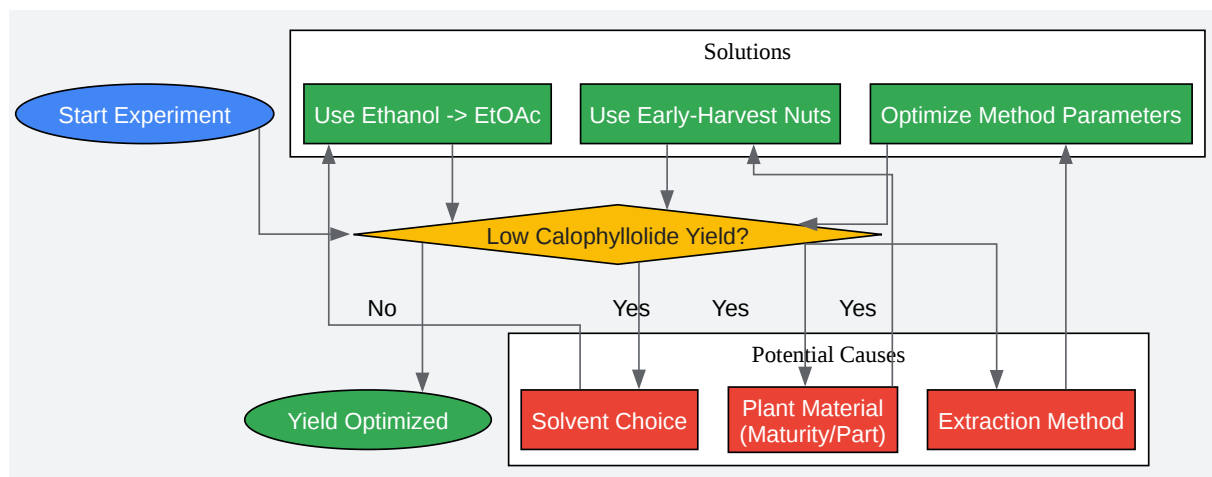 Solutions
Start Experiment
Use Ethanol -> EtOAc
Use Early-Harvest Nuts
Optimize Method Parameters
Low Calophyllolide Yield?
No
Yes
Yes
Yes
Potential Causes
Yield Optimized
Solvent Choice
Plant Material
(Maturity/Part)
Extraction Method